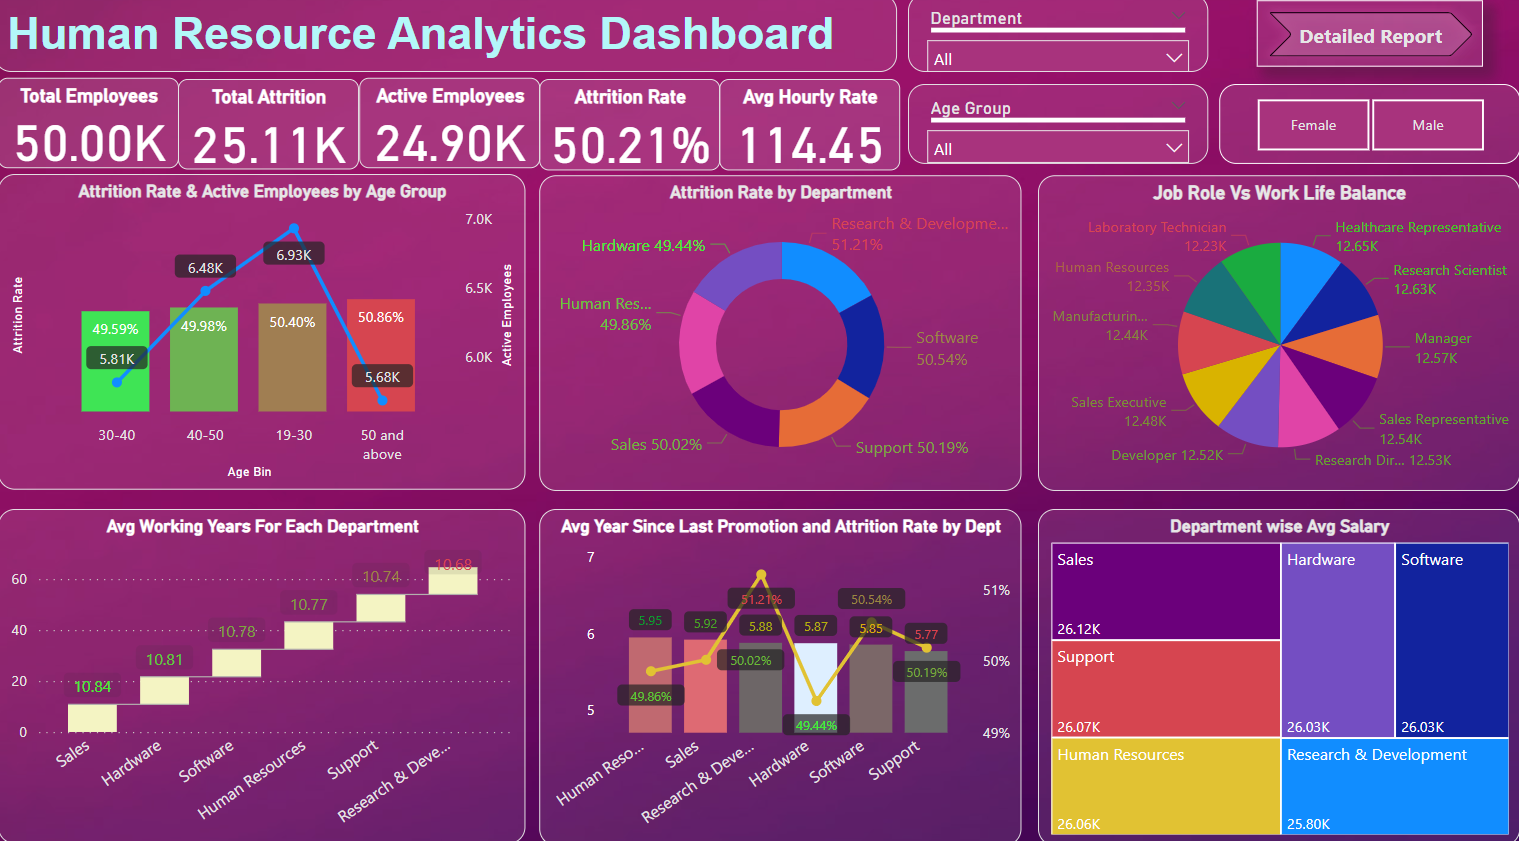 Human Resource Analytics Dashboard
Department
All
Detailed Report
Total Employees
50.00K
Total Attrition
25.11K
Active Employees
24.90K
Attrition Rate
50.21%
Avg Hourly Rate
114.45
Age Group
All
Female
Male
Attrition Rate & Active Employees by Age Group
Attrition Rate
Active Employees
7.0K
6.5K
6.0K
49.59%
49.98%
50.40%
50.86%
5.81K
6.48K
6.93K
5.68K
30-40
40-50
19-30
50 and
above
Age Bin
Attrition Rate by Department
Research & Developme...
51.21%
Software
50.54%
Support 50.19%
Sales 50.02%
Human Res...
49.86%
Hardware 49.44%
Job Role Vs Work Life Balance
Healthcare Representative
12.65K
Research Scientist
12.63K
Manager
12.57K
Sales Representative
12.54K
Research Dir... 12.53K
Developer 12.52K
Sales Executive
12.48K
Manufacturin...
12.44K
Human Resources
12.35K
Laboratory Technician
12.23K
Avg Working Years For Each Department
60
40
20
0
10.84
10.81
10.78
10.77
10.74
10.68
Sales
Hardware
Software
Human Resources
Support
Research & Deve...
Avg Year Since Last Promotion and Attrition Rate by Dept
7
6
5
51%
50%
49%
5.95
5.92
5.88
5.87
5.85
5.77
49.86%
50.02%
51.21%
49.44%
50.54%
50.19%
Human Reso...
Sales
Research & Deve...
Hardware
Software
Support
Department wise Avg Salary
Sales
26.12K
Support
26.07K
Human Resources
26.06K
Hardware
26.03K
Software
26.03K
Research & Development
25.80K